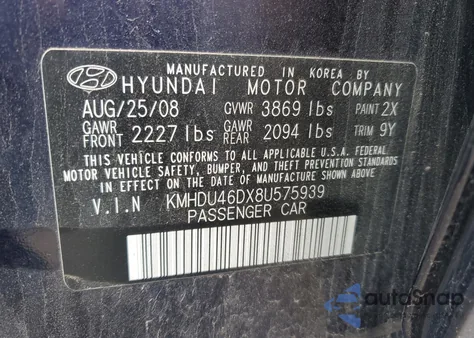 MANUFACTURED IN KOREA BY
HYUNDAI MOTOR COMPANY
AUG/25/08 GVWR 3869 lbs PAINT 2X
GAWR FRONT 2227 lbs GAWR REAR 2094 lbs TRIM 9Y
THIS VEHICLE CONFORMS TO ALL APPLICABLE FEDERAL
MOTOR VEHICLE SAFETY, BUMPER, AND THEFT PREVENTION
STANDARDS IN EFFECT ON THE DATE OF MANUFACTURE SHOWN ABOVE.
V.I.N KMHDU46DX8U575939
PASSENGER CAR
autoSnap